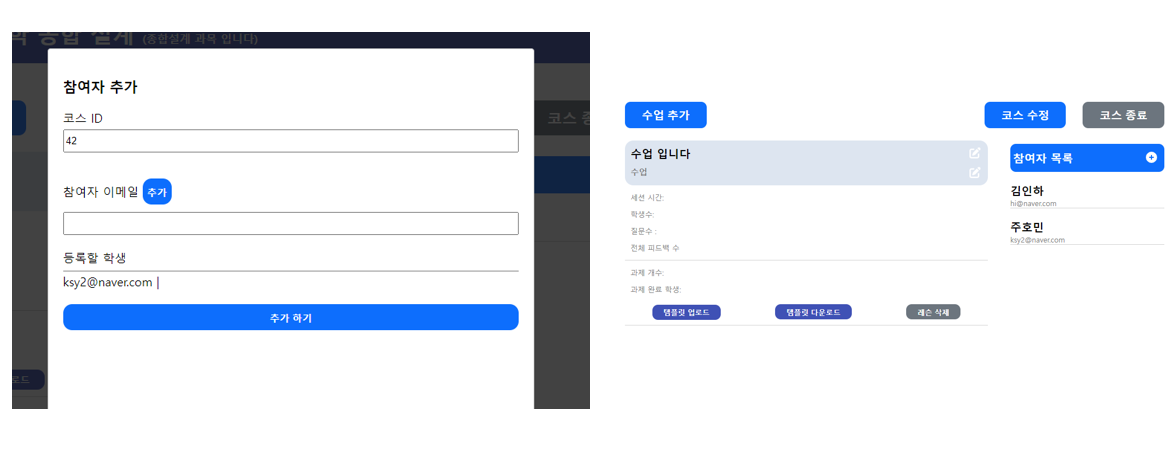 종합 설계 (종합설계 과목 입니다)
참여자 추가
코스 ID
42
참여자 이메일 추가
등록할 학생
ksy2@naver.com |
추가 하기
코스 종
로드
수업 추가
코스 수정
코스 종료
수업 입니다
수업
세션 시간:
학생수:
질문수 :
전체 피드백 수
과제 개수:
과제 완료 학생:
탬플릿 업로드
탬플릿 다운로드
레슨 삭제
참여자 목록
김인하
hi@naver.com
주호민
ksy2@naver.com